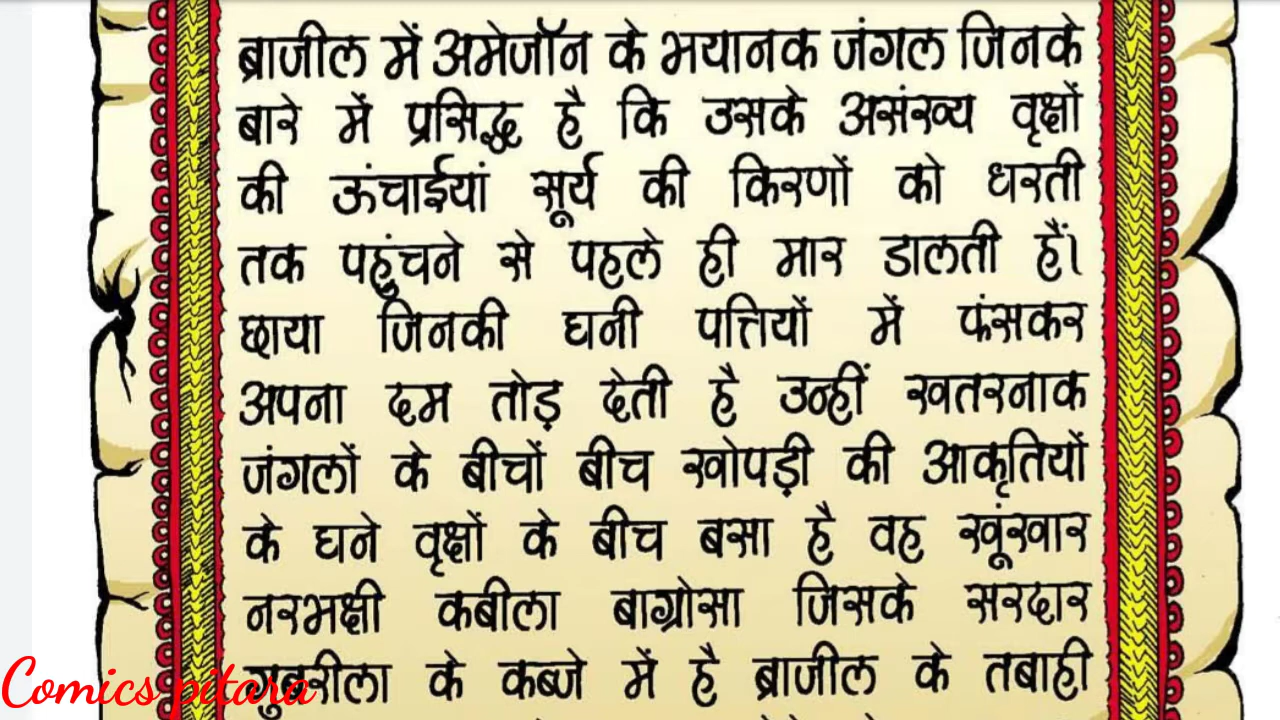 ब्राजील में अमेजॉन के भयानक जंगल जिनके
बारे में प्रसिद्ध है कि उसके असंख्य वृक्षों
की ऊंचाईयां सूर्य की किरणों को धरती
तक पहुंचने से पहले ही मार डालती हैं।
छाया जिनकी घनी पत्तियों में फंसकर
अपना दम तोड़ देती है उन्हीं खतरनाक
जंगलों के बीचों बीच खोपड़ी की आकृतियों
के घने वृक्षों के बीच बसा है वह खूंखार
नरभक्षी कबीला बाग्रोसा जिसके सरदार
गुबरीला के कब्जे में है ब्राजील के तबाही
Comics pitara